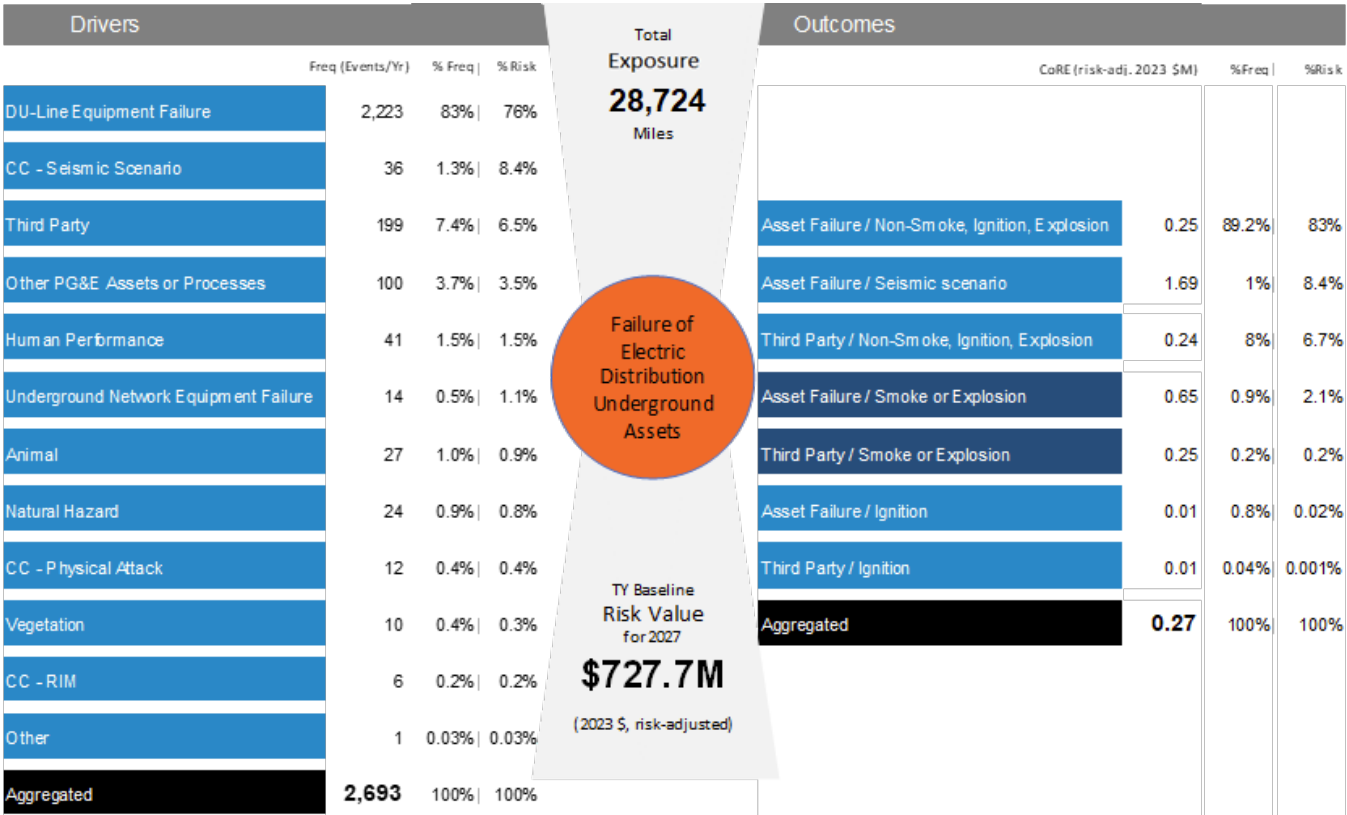 Drivers
Freq (Events/Yr) % Freq| % Risk
DU-Line Equipment Failure 2,223 83%| 76%
CC - Seismic Scenario 36 1.3%| 8.4%
Third Party 199 7.4%| 6.5%
Other PG&E Assets or Processes 100 3.7%| 3.5%
Human Performance 41 1.5%| 1.5%
Underground Network Equipment Failure 14 0.5%| 1.1%
Animal 27 1.0%| 0.9%
Natural Hazard 24 0.9%| 0.8%
CC - Physical Attack 12 0.4%| 0.4%
Vegetation 10 0.4%| 0.3%
CC - RIM 6 0.2%| 0.2%
Other 1 0.03%| 0.03%
Aggregated 2,693 100%| 100%
Total
Exposure
28,724
Miles
Failure of
Electric
Distribution
Underground
Assets
TY Baseline
Risk Value
for 2027
$727.7M
(2023 $, risk-adjusted)
Outcomes
CoRE (risk-adj. 2023 $M) %Freq| %Risk
Asset Failure / Non-Smoke, Ignition, Explosion 0.25 89.2%| 83%
Asset Failure / Seismic scenario 1.69 1%| 8.4%
Third Party / Non-Smoke, Ignition, Explosion 0.24 8%| 6.7%
Asset Failure / Smoke or Explosion 0.65 0.9%| 2.1%
Third Party / Smoke or Explosion 0.25 0.2%| 0.2%
Asset Failure / Ignition 0.01 0.8%| 0.02%
Third Party / Ignition 0.01 0.04%| 0.001%
Aggregated 0.27 100%| 100%